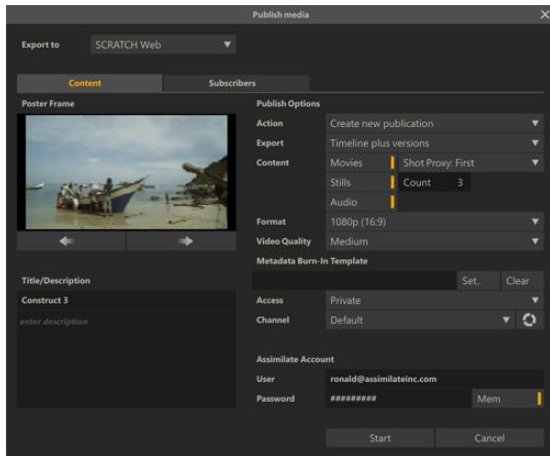 Publish media
Export to SCRATCH Web
Content Subscribers
Poster Frame
Publish Options
Action Create new publication
Export Timeline plus versions
Content Movies Shot Proxy: First
Stills Count 3
Audio
Format 1080p (16:9)
Video Quality Medium
Metadata Burn-In Template
Set.. Clear
Title/Description
Construct 3
enter description
Access Private
Channel Default
Assimilate Account
User ronald@assimilateinc.com
Password #########
Mem
Start Cancel